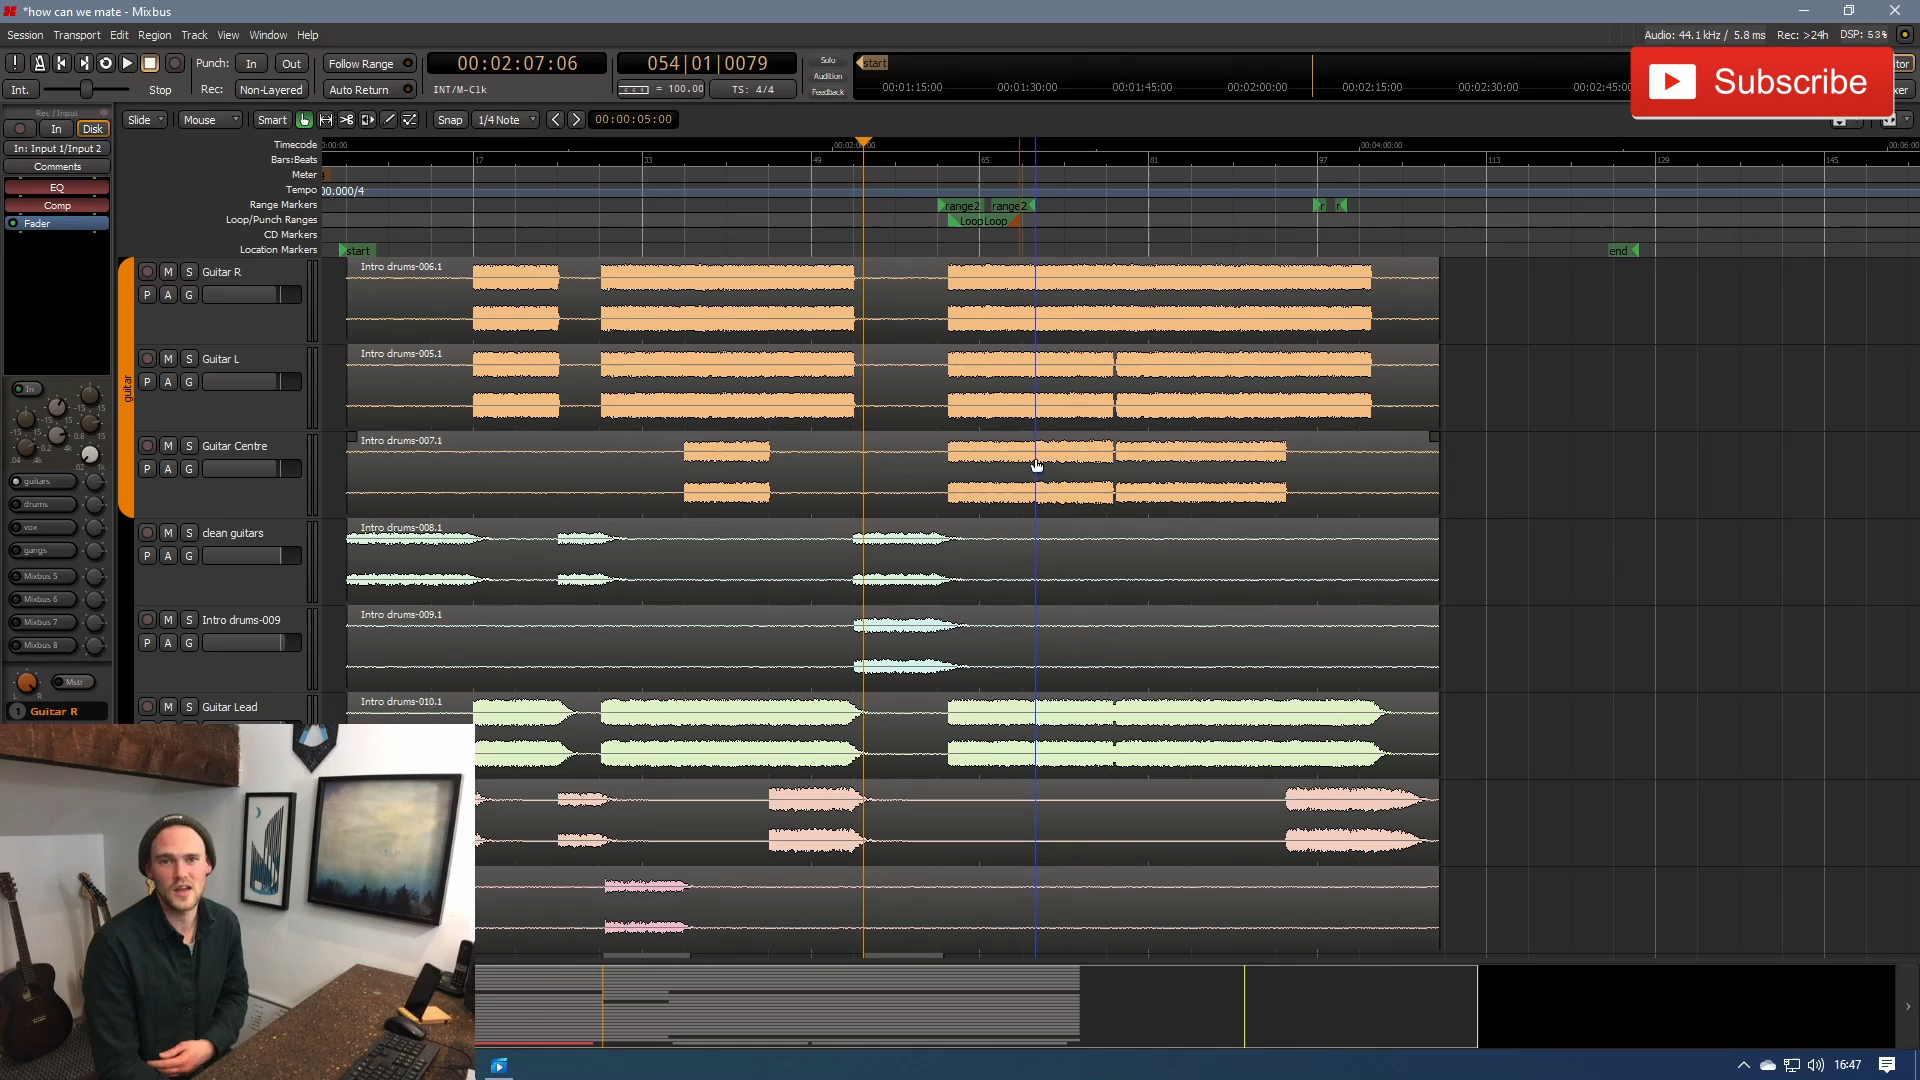 *how can we mate - Mixbus
Session Transport Edit Track Region Track View Window Help
Audio: 44.1 kHz / 5.8 ms Rec: >24h DSP: 53%
Punch: In Out Follow Range 00:02:07:06 054|01|0079 Solo start
Audition
Int. Stop Rec: Non-Layered Auto Return INT/M-Clk = 100.00 TS: 4/4 Feedback 00:01:15:00 00:01:30:00 00:01:45:00 00:02:00:00 00:02:15:00 00:02:30:00 00:02:45:00
Subscribe
Rec / Input
Slide Mouse Smart Snap 1/4 Note 00:00:05:00
In Disk
In: Input 1/Input 2
Comments
EQ
Comp
Fader
Timecode 00:04:00:00
Bars:Beats 17 33 49 65 81 97 113 129 145
Meter
Tempo 00.000/4
Range Markers range2 range2
Loop/Punch Ranges Loop Loop
CD Markers
Location Markers start end
guitar
Guitar R Intro drums-006.1
M S P A G
Guitar L Intro drums-005.1
M S P A G
Guitar Centre Intro drums-007.1
M S P A G
clean guitars Intro drums-008.1
M S P A G
Intro drums-009 Intro drums-009.1
M S P A G
Guitar Lead Intro drums-010.1
M S
In
guitars
drums
vox
gangs
Mixbus 5
Mixbus 6
Mixbus 7
Mixbus 8
L R Mstr
1 Guitar R
16:47